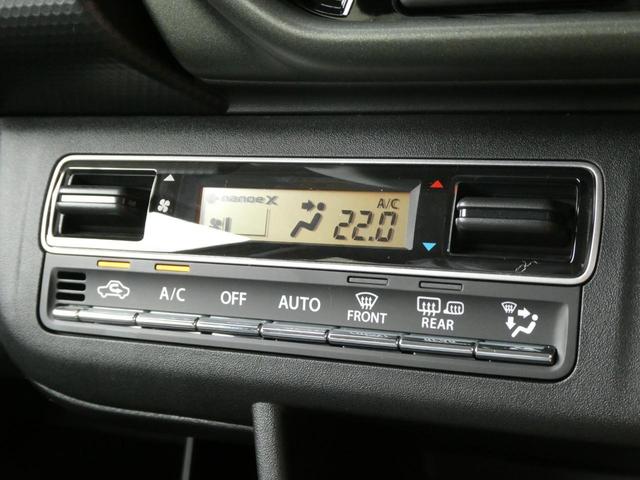 nanoe X
A/C
22.0
A/C
OFF
AUTO
FRONT
REAR